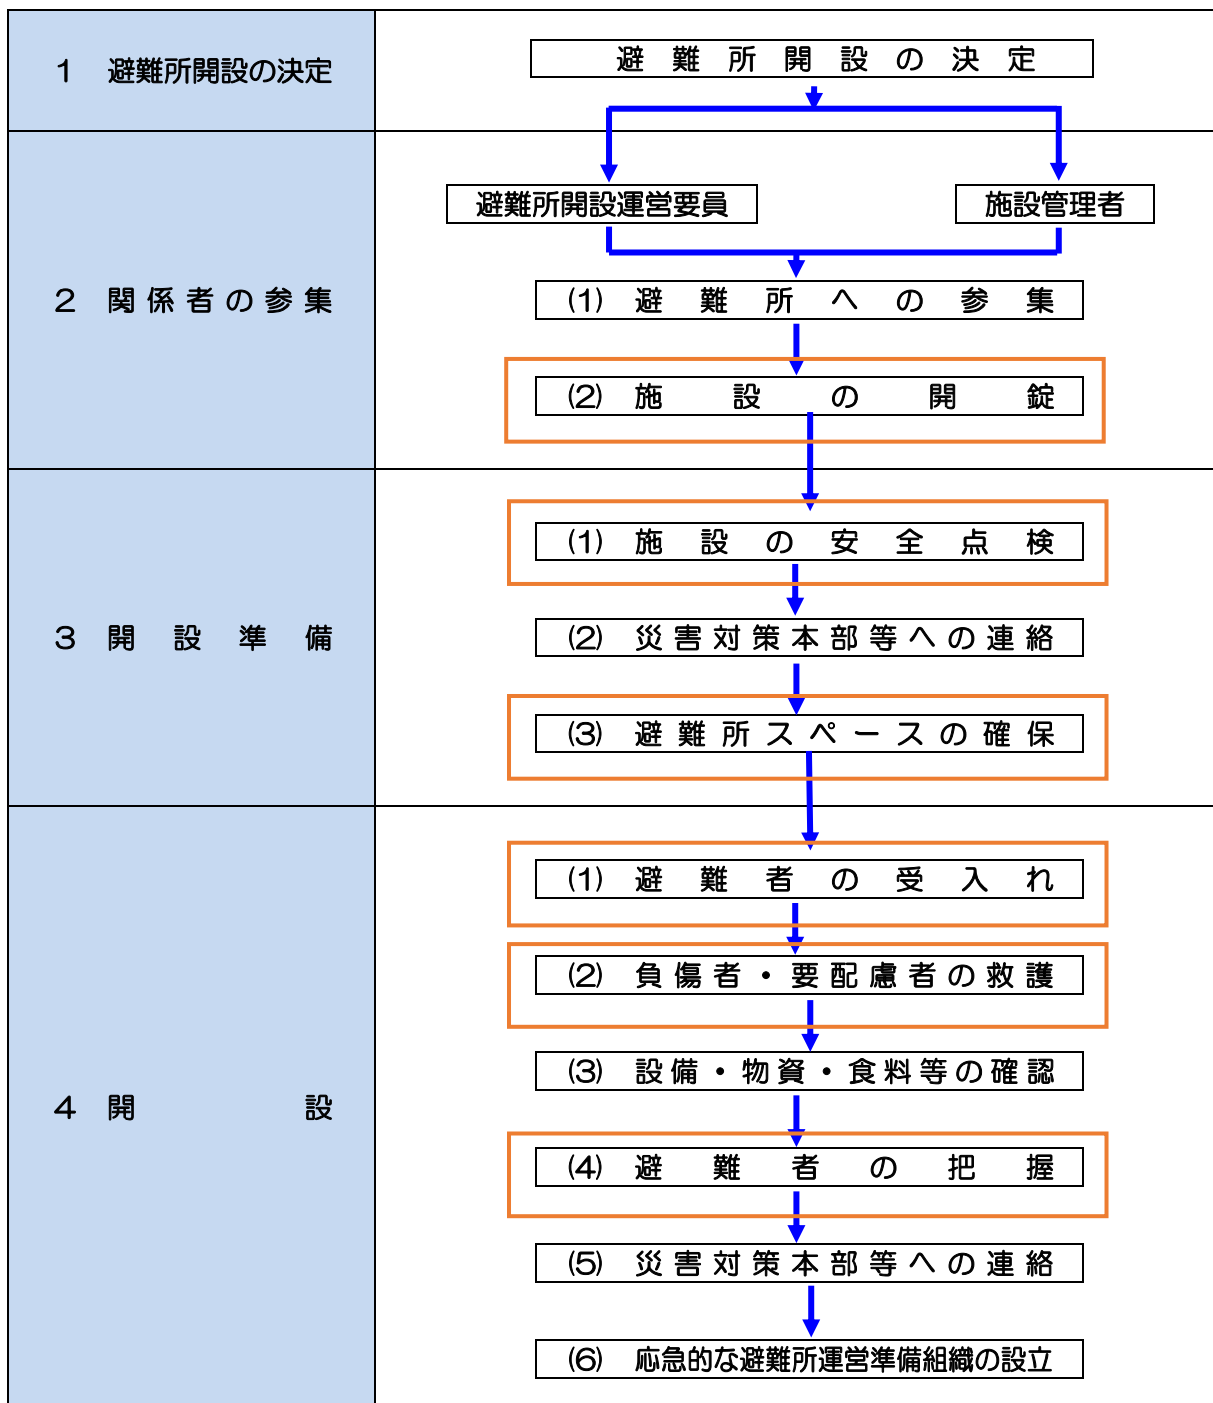 1 避難所開設の決定
避難所開設の決定
避難所開設運営要員
施設管理者
2 関係者の参集
(1) 避難所への参集
(2) 施設の開錠
(1) 施設の安全点検
3 開設準備
(2) 災害対策本部等への連絡
(3) 避難所スペースの確保
(1) 避難者の受入れ
(2) 負傷者・要配慮者の救護
(3) 設備・物資・食料等の確認
4 開設
(4) 避難者の把握
(5) 災害対策本部等への連絡
(6) 応急的な避難所運営準備組織の設立